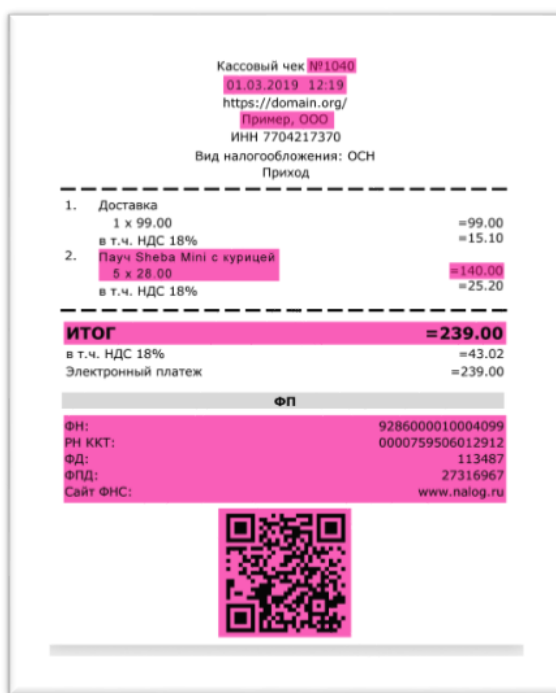 Кассовый чек №1040
01.03.2019 12:19
https://domain.org/
Пример, ООО
ИНН 7704217370
Вид налогообложения: ОСН
Приход
1. Доставка
1 x 99.00 =99.00
в т.ч. НДС 18% =15.10
2. Пауч Sheba Mini с курицей
5 x 28.00 =140.00
в т.ч. НДС 18% =25.20
ИТОГ =239.00
в т.ч. НДС 18% =43.02
Электронный платеж =239.00
ФП
ФН: 9286000010004099
РН ККТ: 0000759506012912
ФД: 113487
ФПД: 27316967
Сайт ФНС: www.nalog.ru